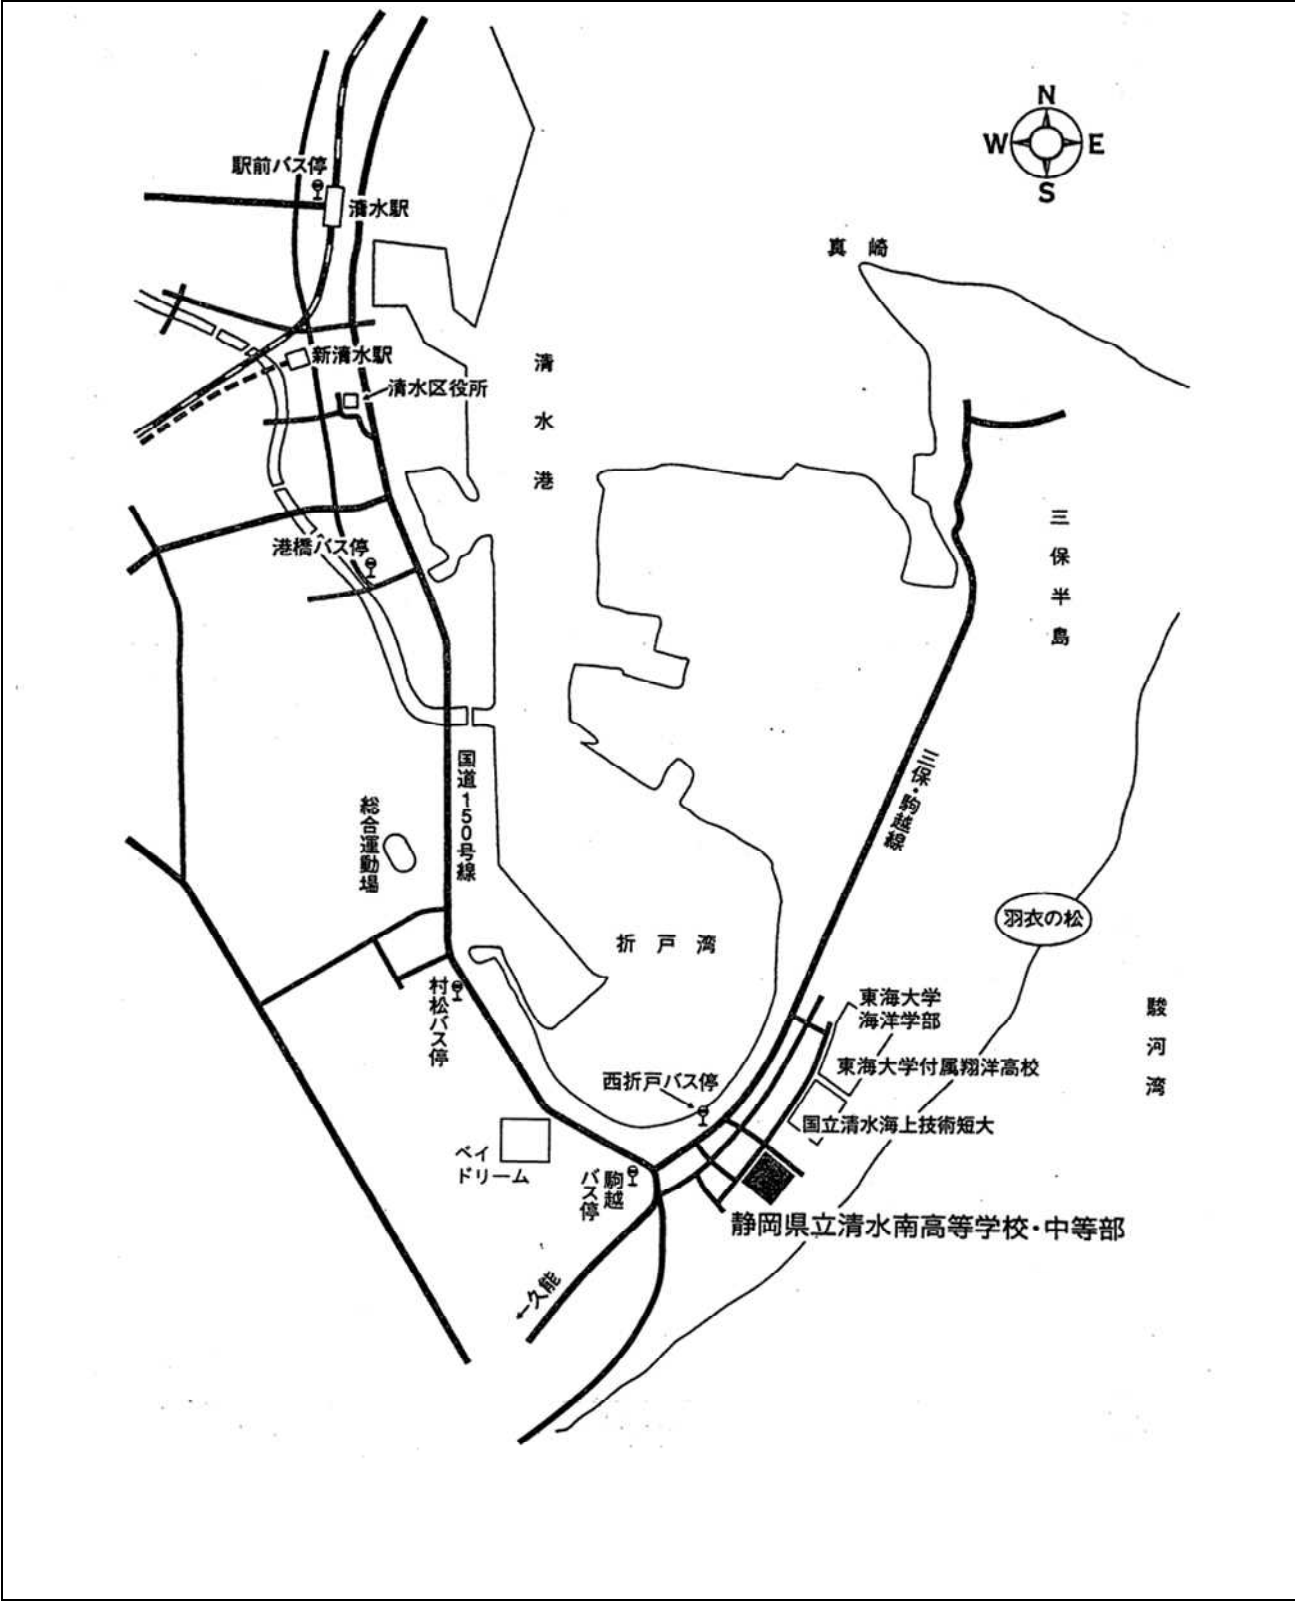 N
W E
S
駅前バス停
清水駅
真崎
新清水駅
清水区役所
清水港
三保半島
港橋バス停
国道150号線
三保・駒越線
総合運動場
羽衣の松
折戸湾
村松バス停
東海大学
海洋学部
駿河湾
東海大学付属翔洋高校
西折戸バス停
国立清水海上技術短大
ベイ
ドリーム
駒越
バス停
静岡県立清水南高等学校・中等部
←久能